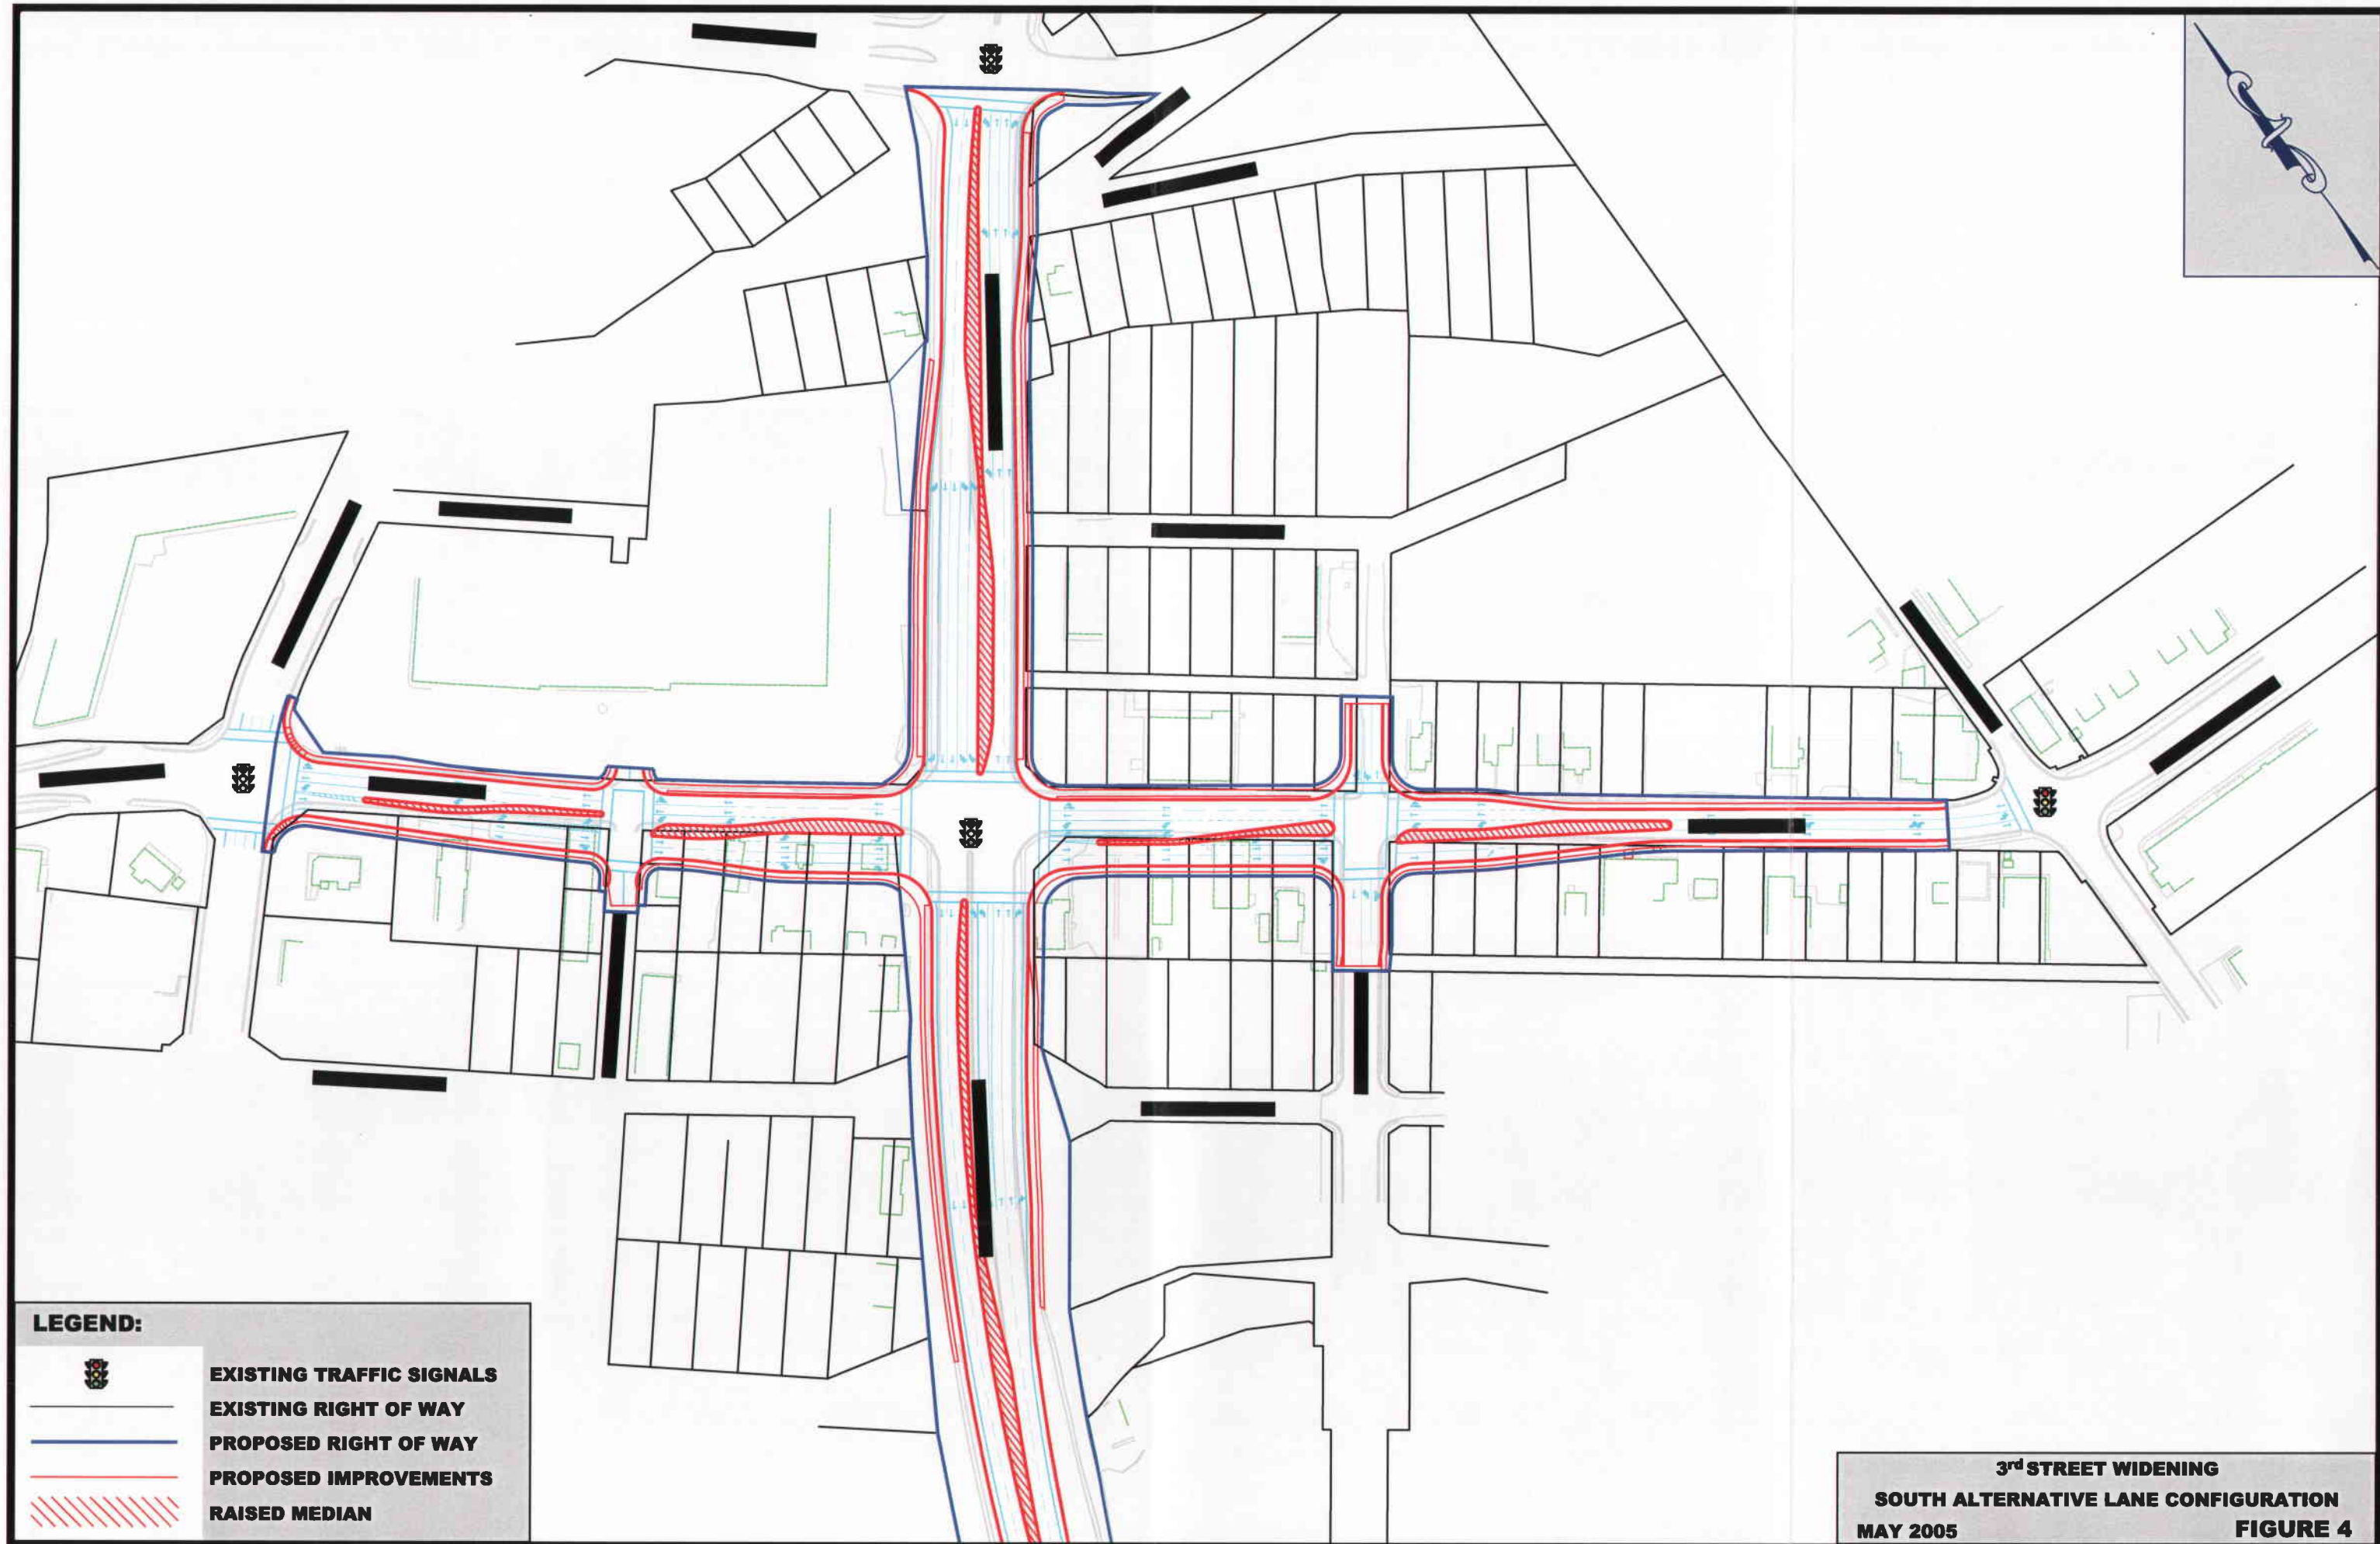 LEGEND:
EXISTING TRAFFIC SIGNALS
EXISTING RIGHT OF WAY
PROPOSED RIGHT OF WAY
PROPOSED IMPROVEMENTS
RAISED MEDIAN
3rd STREET WIDENING
SOUTH ALTERNATIVE LANE CONFIGURATION
MAY 2005 FIGURE 4